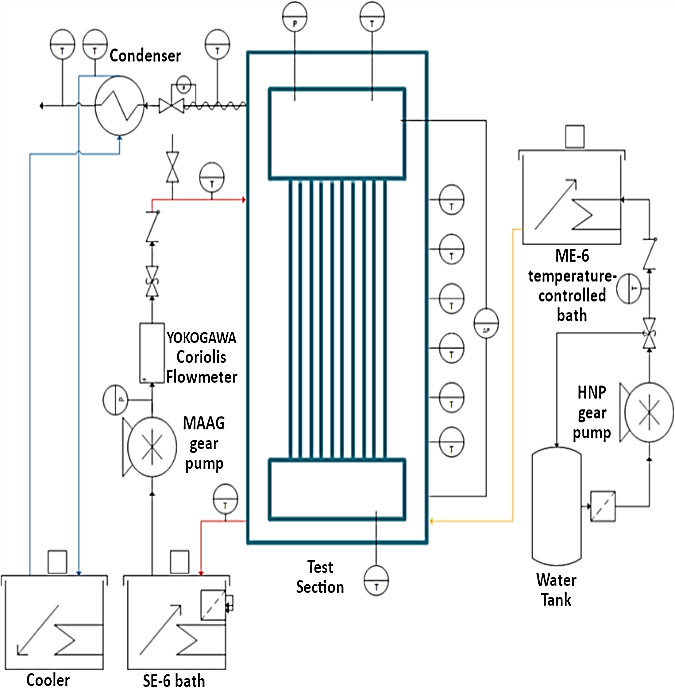 P
T
T
T
T
Condenser
P
T
T
T
ME-6
temperature-
controlled
bath
T
T
T
ΔP
YOKOGAWA
Coriolis
Flowmeter
T
HNP
gear
pump
P
T
MAAG
gear
pump
T
T
Test
Section
T
Water
Tank
Cooler
SE-6 bath